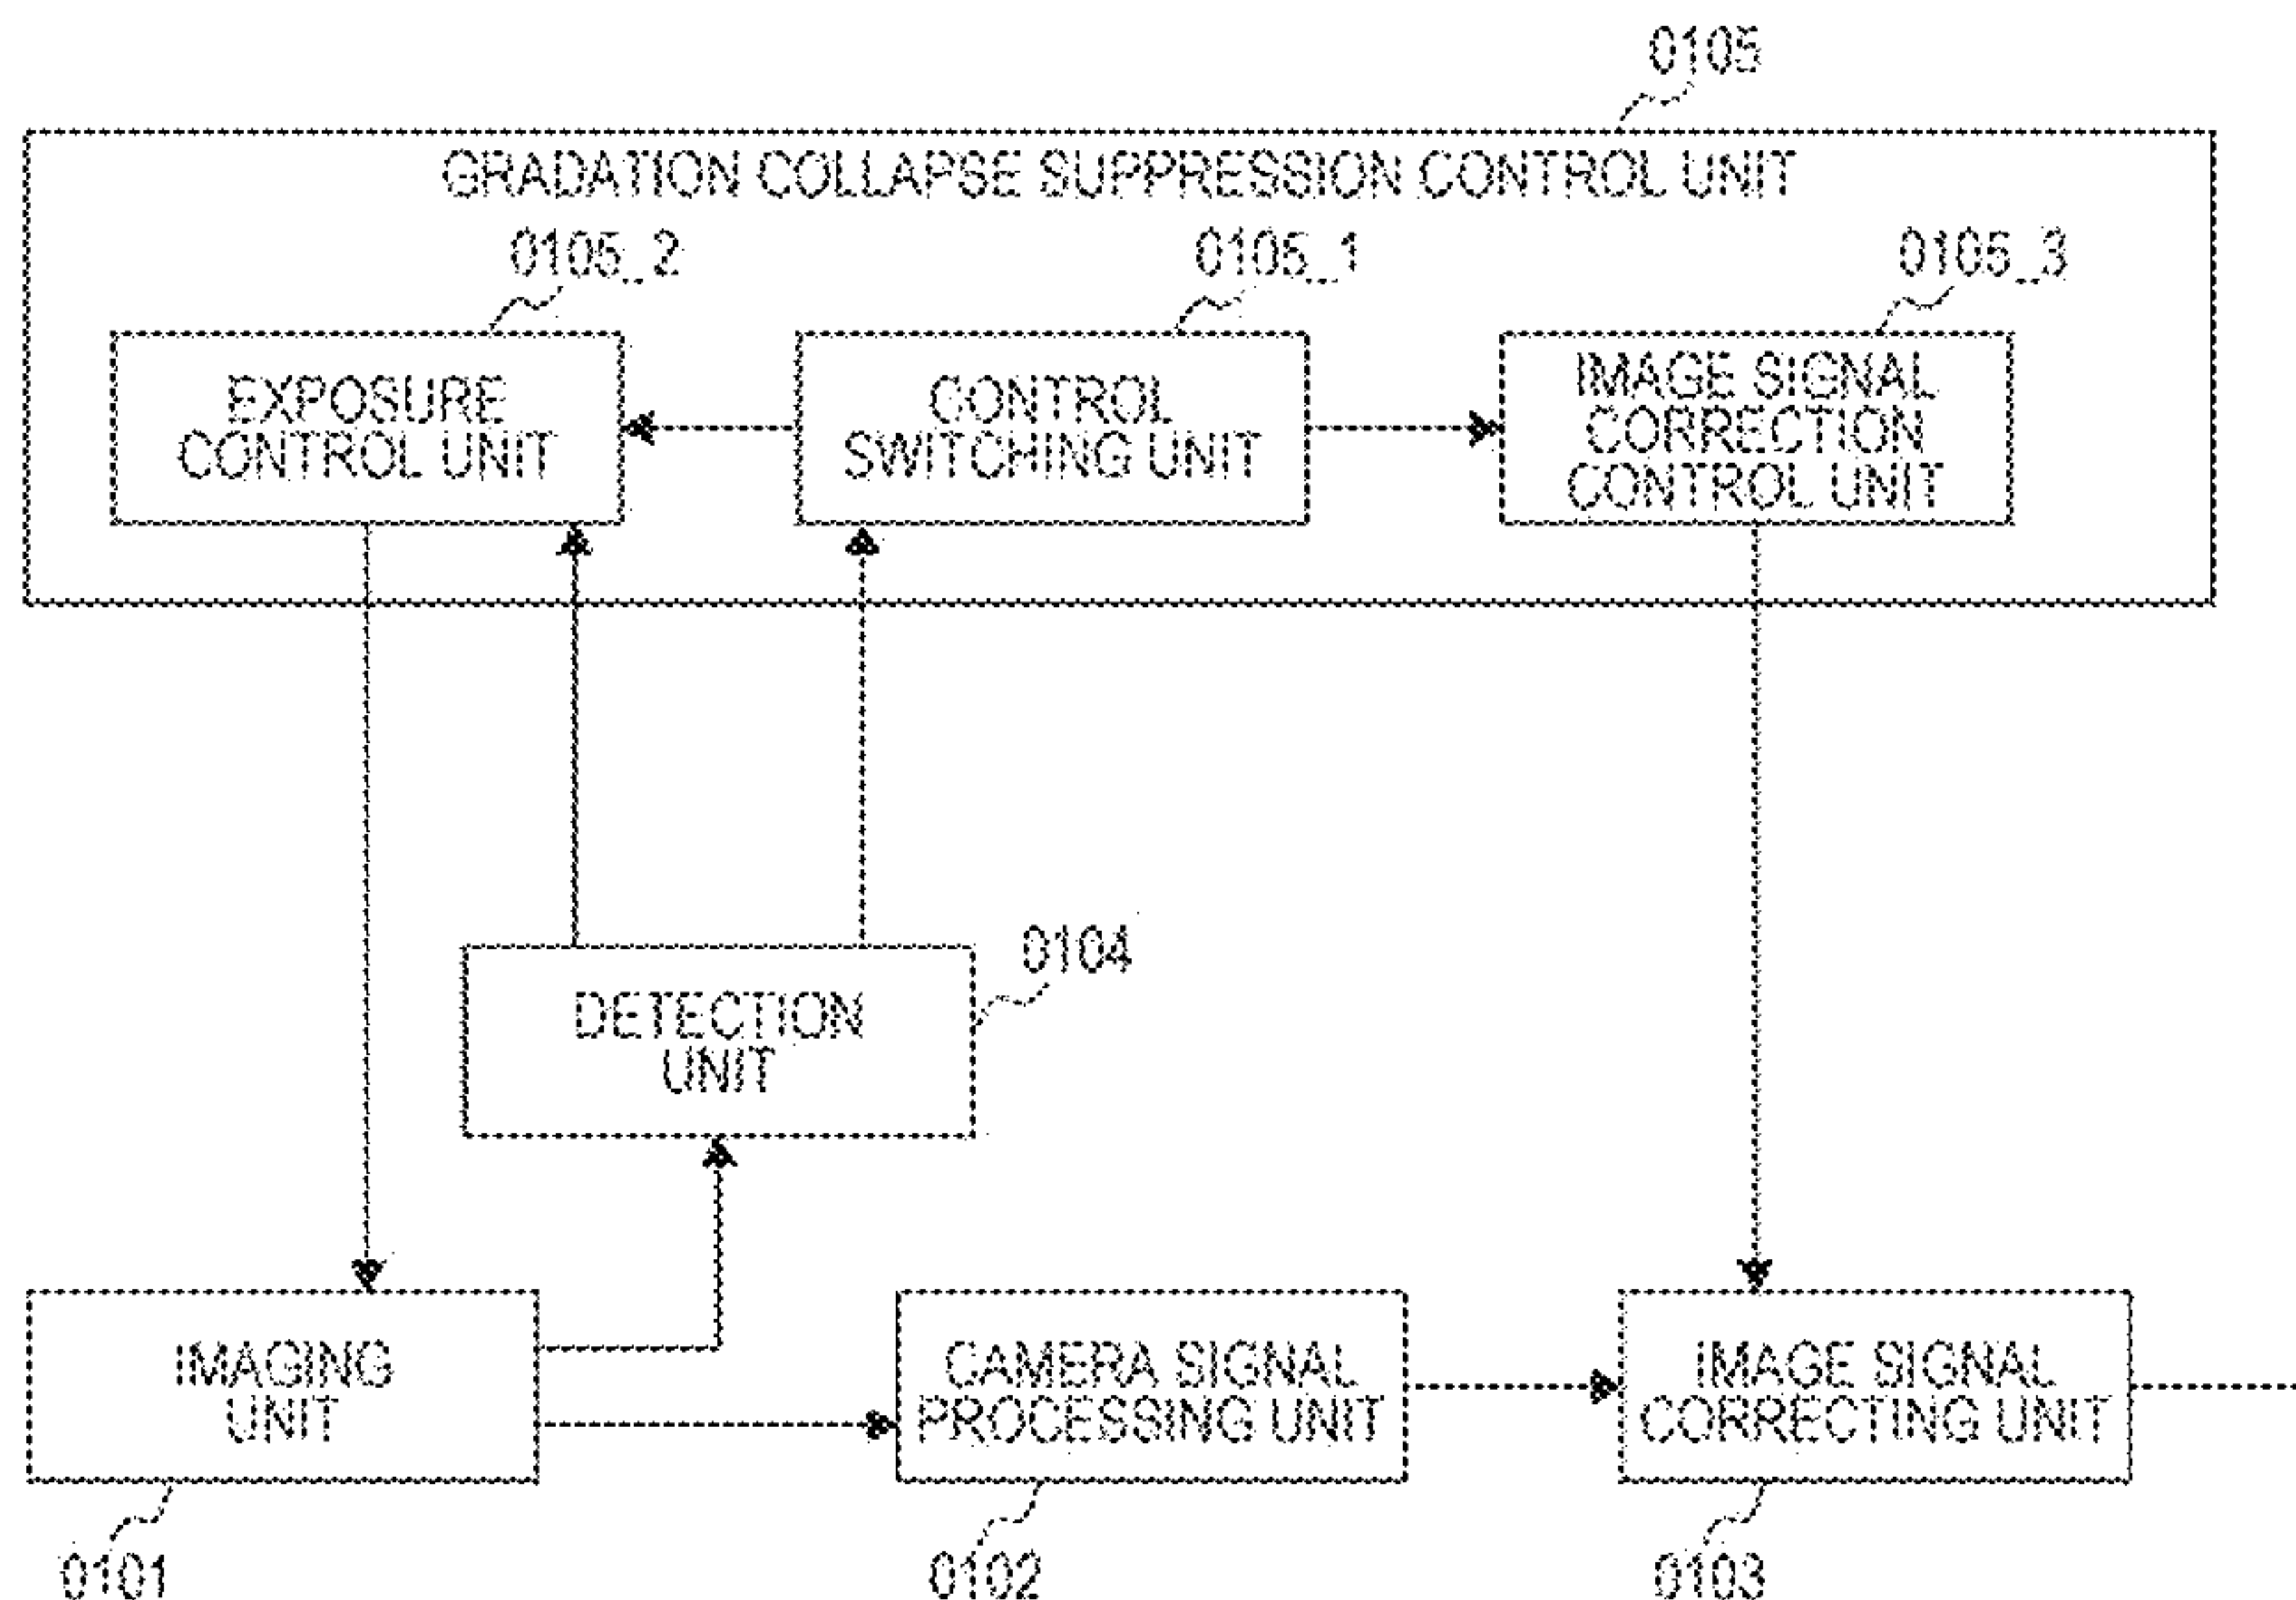 0105
GRADATION COLLAPSE SUPPRESSION CONTROL UNIT
0105_2
0105_1
0105_3
EXPOSURE
CONTROL UNIT
CONTROL
SWITCHING UNIT
IMAGE SIGNAL
CORRECTION
CONTROL UNIT
0104
DETECTION
UNIT
IMAGING
UNIT
CAMERA SIGNAL
PROCESSING UNIT
IMAGE SIGNAL
CORRECTING UNIT
0101
0102
0103